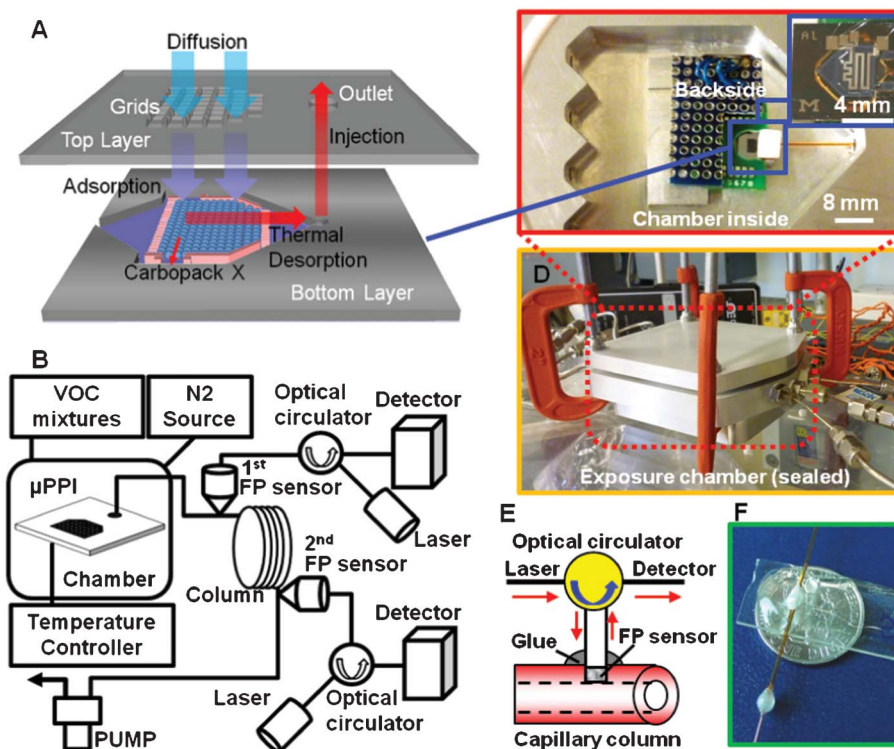 A
Diffusion
Grids
Outlet
Top Layer
Injection
Adsorption
Thermal
Desorption
Carbopack X
Bottom Layer
Backside
AL
M
4 mm
Chamber inside
8 mm
D
Exposure chamber (sealed)
B
VOC
mixtures
N2
Source
Optical
circulator
Detector
µPPI
1st
FP sensor
Laser
2nd
FP sensor
Chamber
Column
Temperature
Controller
Detector
Laser
Optical
circulator
PUMP
E
Optical circulator
Laser
Detector
Glue
FP sensor
Capillary column
F